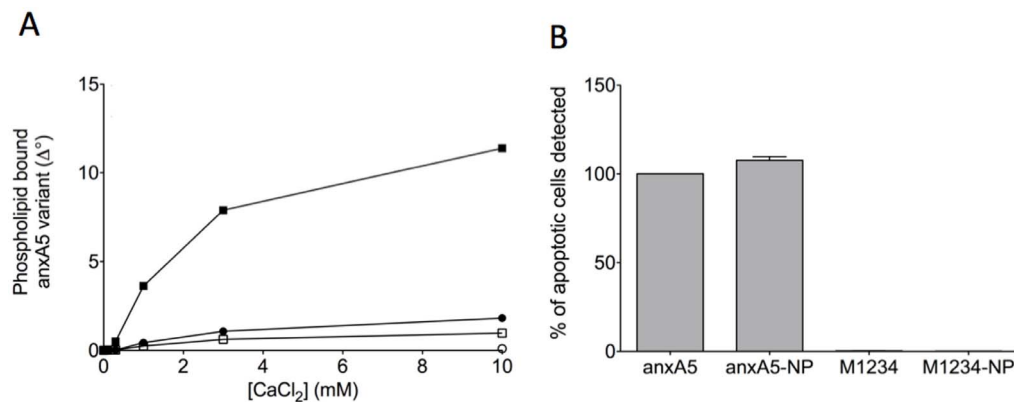 A
15
10
5
0
Phospholipid bound
anxA5 variant (Δ°)
0 2 4 6 8 10
[CaCl₂] (mM)
B
150
100
50
0
% of apoptotic cells detected
anxA5 anxA5-NP M1234 M1234-NP